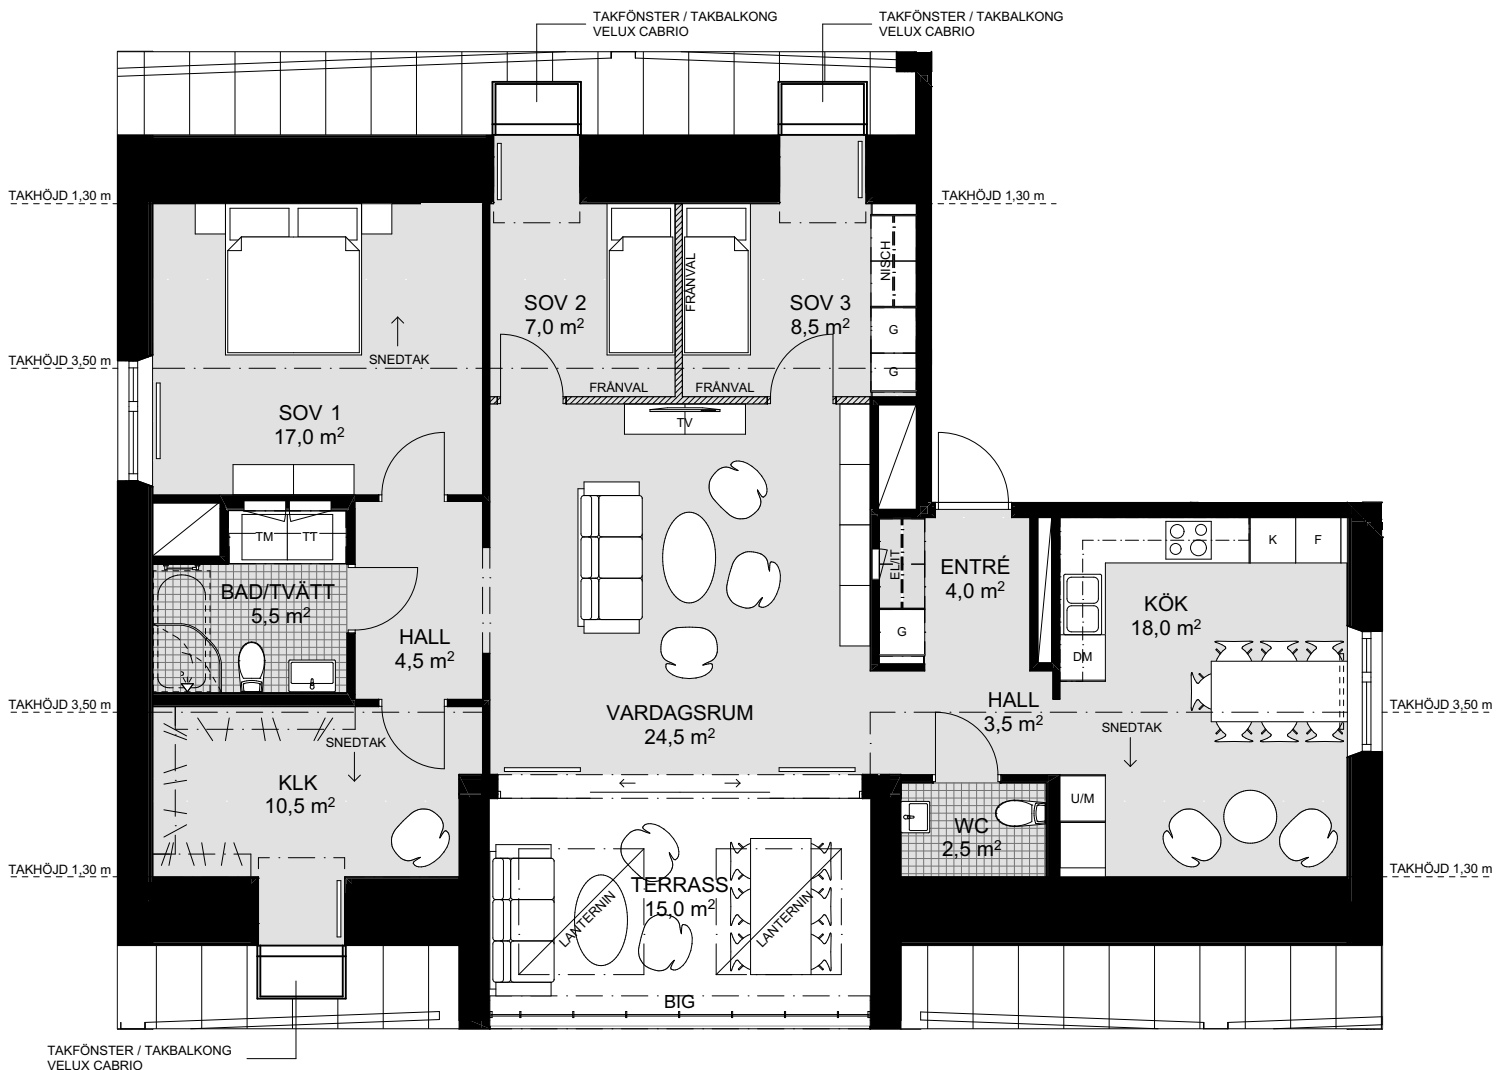 TAKFÖNSTER / TAKBALKONG
VELUX CABRIO
TAKFÖNSTER / TAKBALKONG
VELUX CABRIO
TAKHÖJD 1,30 m
TAKHÖJD 1,30 m
NISCH
FRÅNVAL
SOV 2
7,0 m²
SOV 3
8,5 m²
G
SNEDTAK
TAKHÖJD 3,50 m
G
FRÅNVAL
FRÅNVAL
SOV 1
17,0 m²
TV
TM
TT
EL/IT
ENTRÉ
4,0 m²
K
F
BAD/TVÄTT
5,5 m²
KÖK
18,0 m²
HALL
4,5 m²
G
DM
TAKHÖJD 3,50 m
VARDAGSRUM
24,5 m²
HALL
3,5 m²
TAKHÖJD 3,50 m
SNEDTAK
SNEDTAK
KLK
10,5 m²
U/M
WC
2,5 m²
TAKHÖJD 1,30 m
TAKHÖJD 1,30 m
TERRASS
15,0 m²
LANTERNIN
LANTERNIN
BIG
TAKFÖNSTER / TAKBALKONG
VELUX CABRIO